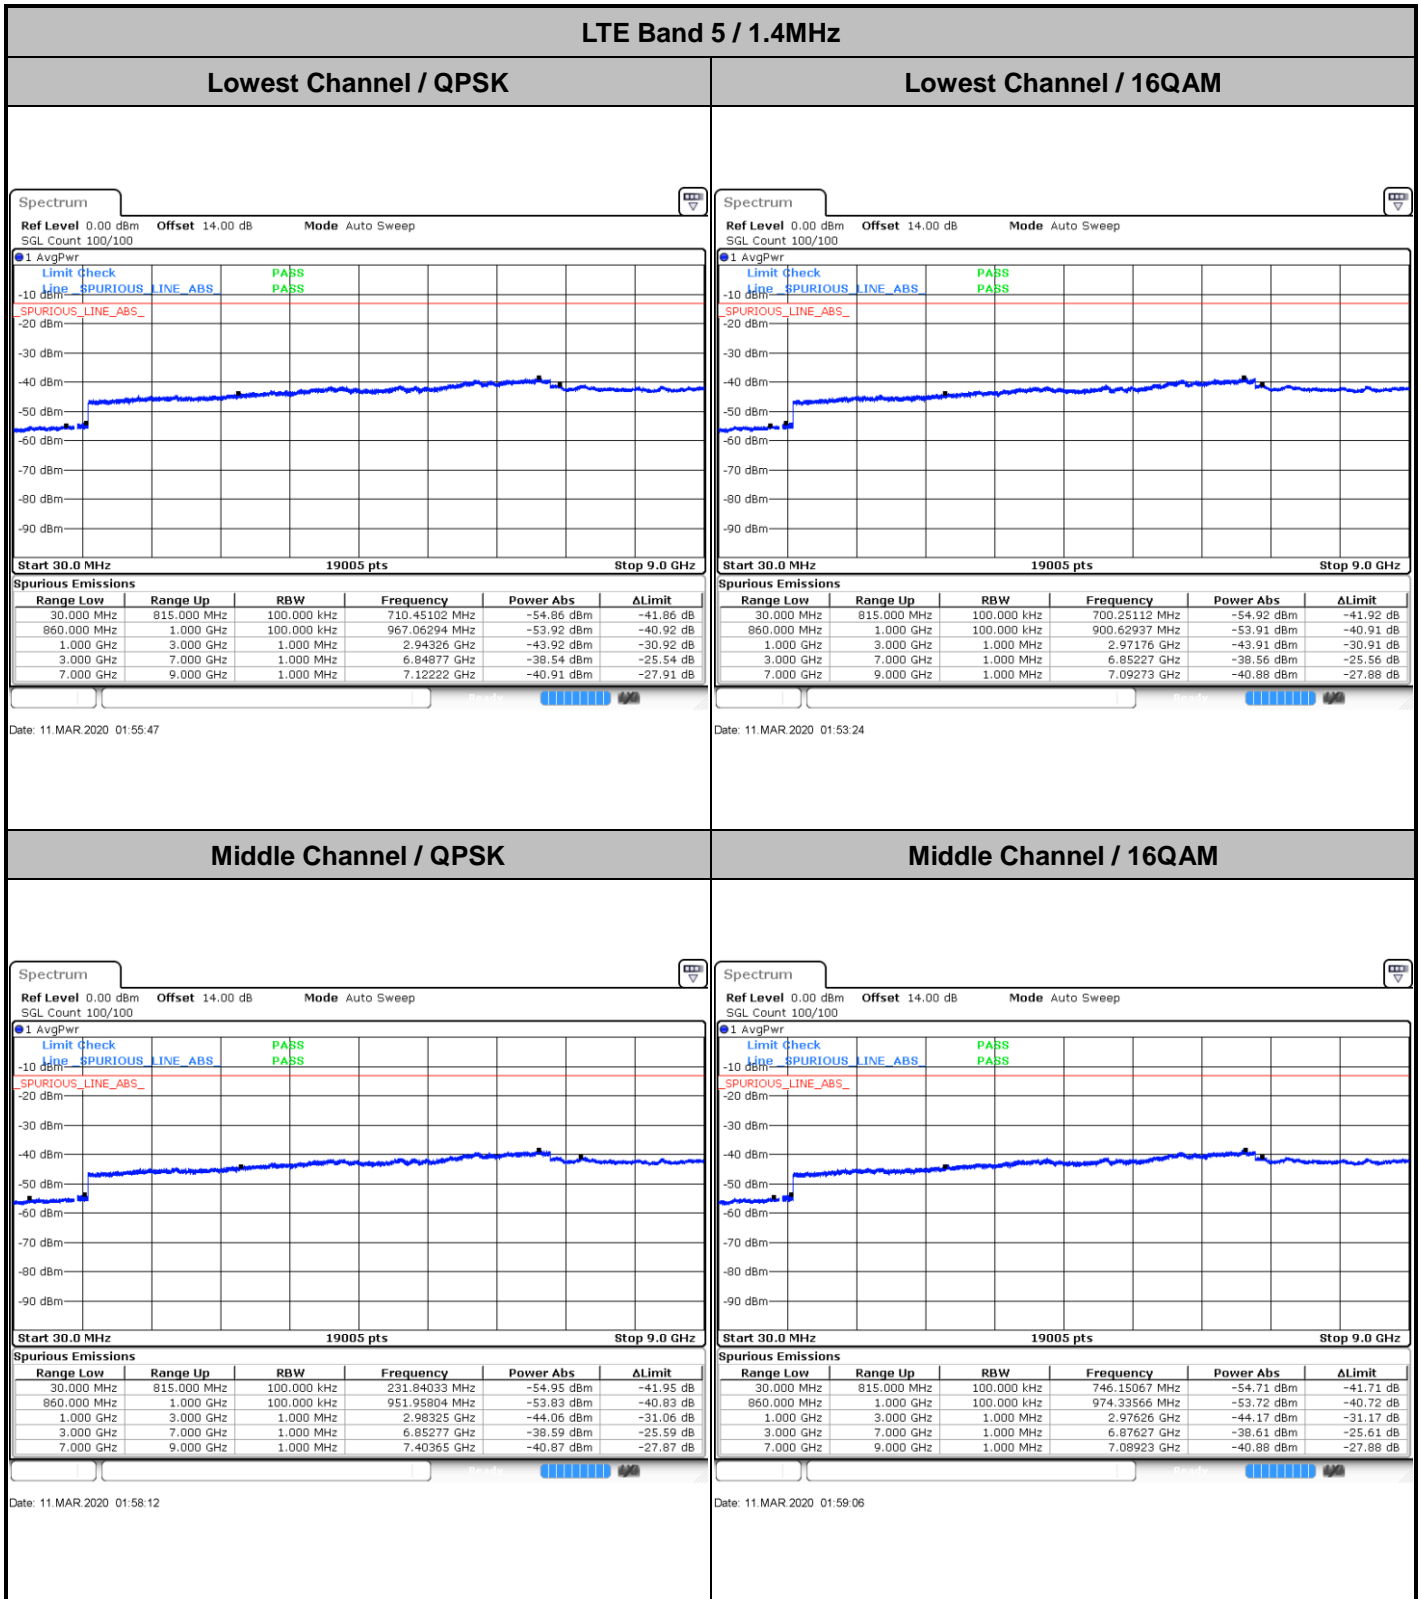 LTE Band 5 / 1.4MHz
Lowest Channel / QPSK
Lowest Channel / 16QAM
Spectrum
Ref Level 0.00 dBm Offset 14.00 dB Mode Auto Sweep
SGL Count 100/100
1 AvgPwr
Limit Check PASS
Line _SPURIOUS_LINE_ABS_ PASS
-10 dBm
_SPURIOUS_LINE_ABS_
-20 dBm
-30 dBm
-40 dBm
-50 dBm
-60 dBm
-70 dBm
-80 dBm
-90 dBm
Start 30.0 MHz 19005 pts Stop 9.0 GHz
Spurious Emissions
Range Low Range Up RBW Frequency Power Abs ΔLimit
30.000 MHz 815.000 MHz 100.000 kHz 710.45102 MHz -54.86 dBm -41.86 dB
860.000 MHz 1.000 GHz 100.000 kHz 967.06294 MHz -53.92 dBm -40.92 dB
1.000 GHz 3.000 GHz 1.000 MHz 2.94326 GHz -43.92 dBm -30.92 dB
3.000 GHz 7.000 GHz 1.000 MHz 6.84877 GHz -38.54 dBm -25.54 dB
7.000 GHz 9.000 GHz 1.000 MHz 7.12222 GHz -40.91 dBm -27.91 dB
Ready
Date: 11.MAR.2020 01:55:47
Spectrum
Ref Level 0.00 dBm Offset 14.00 dB Mode Auto Sweep
SGL Count 100/100
1 AvgPwr
Limit Check PASS
Line _SPURIOUS_LINE_ABS_ PASS
-10 dBm
_SPURIOUS_LINE_ABS_
-20 dBm
-30 dBm
-40 dBm
-50 dBm
-60 dBm
-70 dBm
-80 dBm
-90 dBm
Start 30.0 MHz 19005 pts Stop 9.0 GHz
Spurious Emissions
Range Low Range Up RBW Frequency Power Abs ΔLimit
30.000 MHz 815.000 MHz 100.000 kHz 700.25112 MHz -54.92 dBm -41.92 dB
860.000 MHz 1.000 GHz 100.000 kHz 900.62937 MHz -53.91 dBm -40.91 dB
1.000 GHz 3.000 GHz 1.000 MHz 2.97176 GHz -43.91 dBm -30.91 dB
3.000 GHz 7.000 GHz 1.000 MHz 6.85227 GHz -38.56 dBm -25.56 dB
7.000 GHz 9.000 GHz 1.000 MHz 7.09273 GHz -40.88 dBm -27.88 dB
Ready
Date: 11.MAR.2020 01:53:24
Middle Channel / QPSK
Middle Channel / 16QAM
Spectrum
Ref Level 0.00 dBm Offset 14.00 dB Mode Auto Sweep
SGL Count 100/100
1 AvgPwr
Limit Check PASS
Line _SPURIOUS_LINE_ABS_ PASS
-10 dBm
_SPURIOUS_LINE_ABS_
-20 dBm
-30 dBm
-40 dBm
-50 dBm
-60 dBm
-70 dBm
-80 dBm
-90 dBm
Start 30.0 MHz 19005 pts Stop 9.0 GHz
Spurious Emissions
Range Low Range Up RBW Frequency Power Abs ΔLimit
30.000 MHz 815.000 MHz 100.000 kHz 231.84033 MHz -54.95 dBm -41.95 dB
860.000 MHz 1.000 GHz 100.000 kHz 951.95804 MHz -53.83 dBm -40.83 dB
1.000 GHz 3.000 GHz 1.000 MHz 2.98325 GHz -44.06 dBm -31.06 dB
3.000 GHz 7.000 GHz 1.000 MHz 6.85277 GHz -38.59 dBm -25.59 dB
7.000 GHz 9.000 GHz 1.000 MHz 7.40365 GHz -40.87 dBm -27.87 dB
Ready
Date: 11.MAR.2020 01:58:12
Spectrum
Ref Level 0.00 dBm Offset 14.00 dB Mode Auto Sweep
SGL Count 100/100
1 AvgPwr
Limit Check PASS
Line _SPURIOUS_LINE_ABS_ PASS
-10 dBm
_SPURIOUS_LINE_ABS_
-20 dBm
-30 dBm
-40 dBm
-50 dBm
-60 dBm
-70 dBm
-80 dBm
-90 dBm
Start 30.0 MHz 19005 pts Stop 9.0 GHz
Spurious Emissions
Range Low Range Up RBW Frequency Power Abs ΔLimit
30.000 MHz 815.000 MHz 100.000 kHz 746.15067 MHz -54.71 dBm -41.71 dB
860.000 MHz 1.000 GHz 100.000 kHz 974.33566 MHz -53.72 dBm -40.72 dB
1.000 GHz 3.000 GHz 1.000 MHz 2.97626 GHz -44.17 dBm -31.17 dB
3.000 GHz 7.000 GHz 1.000 MHz 6.87627 GHz -38.61 dBm -25.61 dB
7.000 GHz 9.000 GHz 1.000 MHz 7.08923 GHz -40.88 dBm -27.88 dB
Ready
Date: 11.MAR.2020 01:59:06